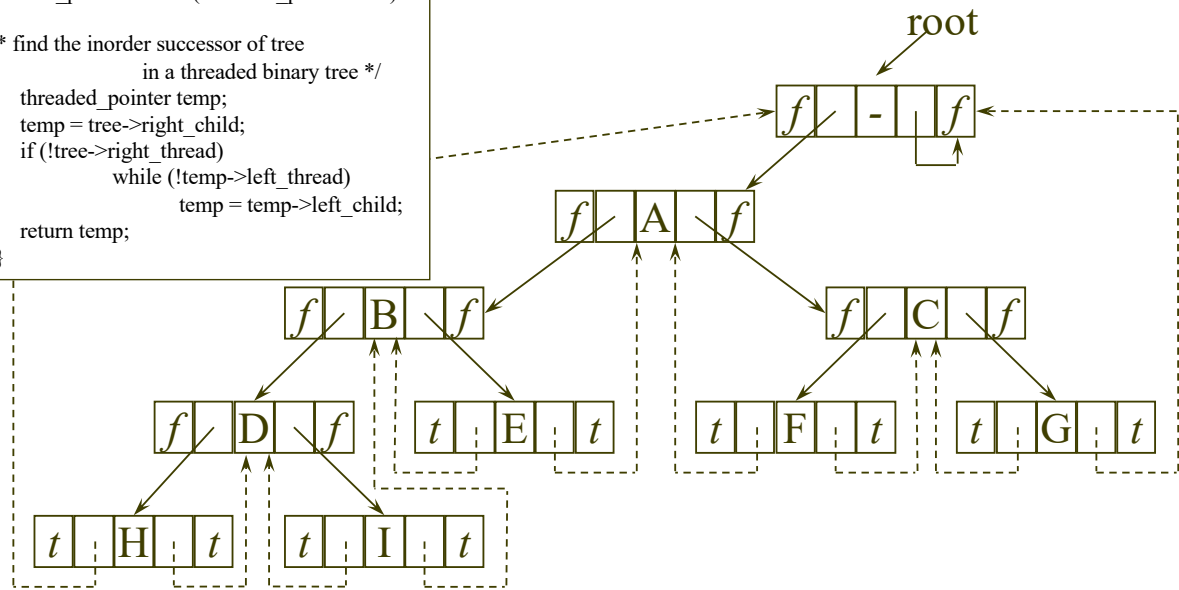 * find the inorder successor of tree
in a threaded binary tree */
threaded_pointer temp;
temp = tree->right_child;
if (!tree->right_thread)
while (!temp->left_thread)
temp = temp->left_child;
return temp;
}
root
f - f
f A f
f B f
f C f
f D f
t E t
t F t
t G t
t H t
t I t